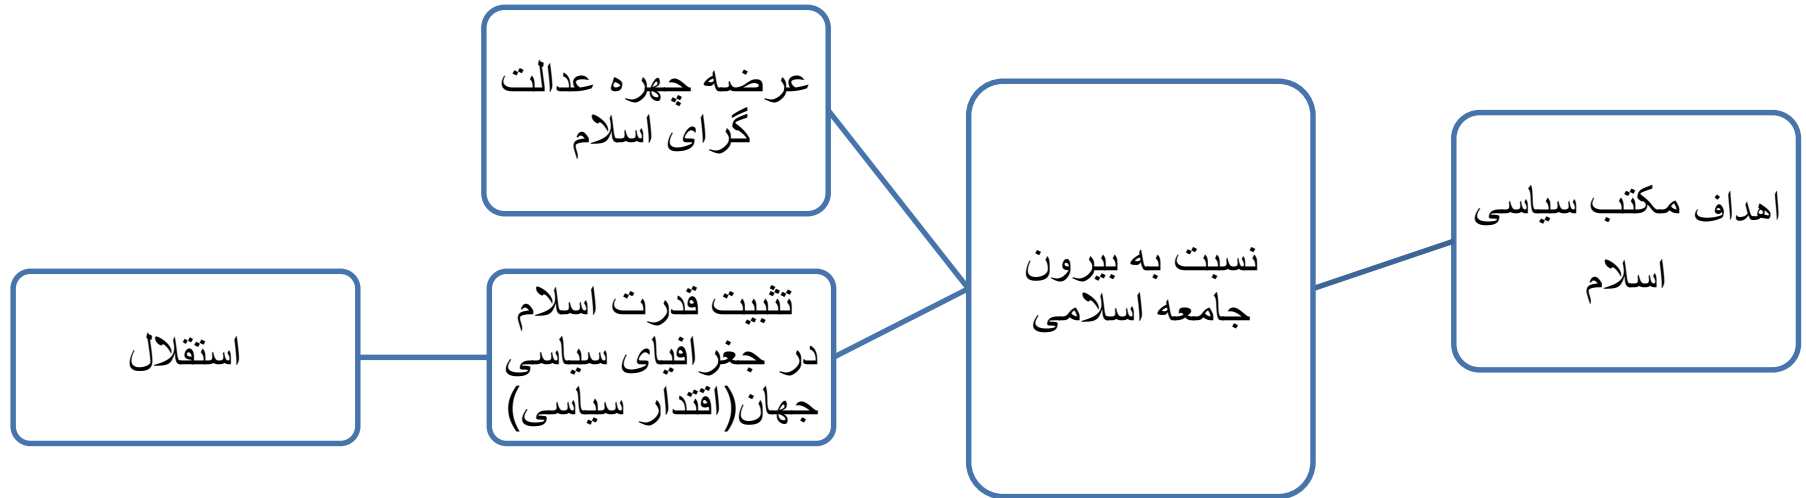 اهداف مکتب سیاسی
اسلام
نسبت به بیرون
جامعه اسلامی
عرضه چهره عدالت
گرای اسلام
تثبیت قدرت اسلام
در جغرافیای سیاسی
جهان(اقتدار سیاسی)
استقلال